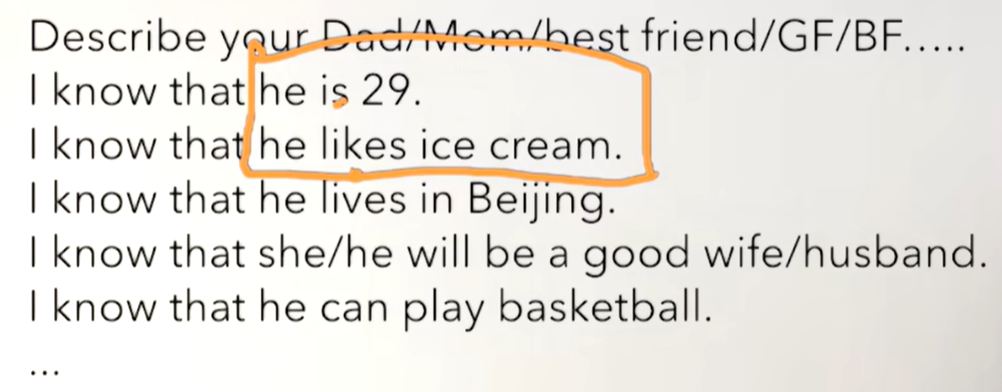 Describe your Dad/Mom/best friend/GF/BF.....
I know that he is 29.
I know that he likes ice cream.
I know that he lives in Beijing.
I know that she/he will be a good wife/husband.
I know that he can play basketball.
...